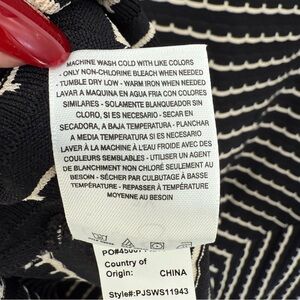 MACHINE WASH COLD WITH LIKE COLORS
- ONLY NON-CHLORINE BLEACH WHEN NEEDED
- TUMBLE DRY LOW - WARM IRON WHEN NEEDED
LAVAR A MAQUINA EN AGUA FRIA CON COLORES
SIMILARES - SOLAMENTE BLANQUEADOR SIN
CLORO, SI ES NECESARIO - SECAR EN
SECADORA, A BAJA TEMPERATURA - PLANCHAR
A MEDIA TEMPERATURA SI ES NECESARIO
LAVER À LA MACHINE À L'EAU FROIDE AVEC DES
COULEURS SEMBLABLES - UTILISER UN AGENT
DE BLANCHIMENT NON CHLORÉ SEULEMENT AU
BESOIN - SÉCHER PAR CULBUTAGE À BASSE
TEMPÉRATURE - REPASSER À TEMPÉRATURE
MOYENNE AU BESOIN
Country of
Origin: CHINA
Style#:PJSWS11943